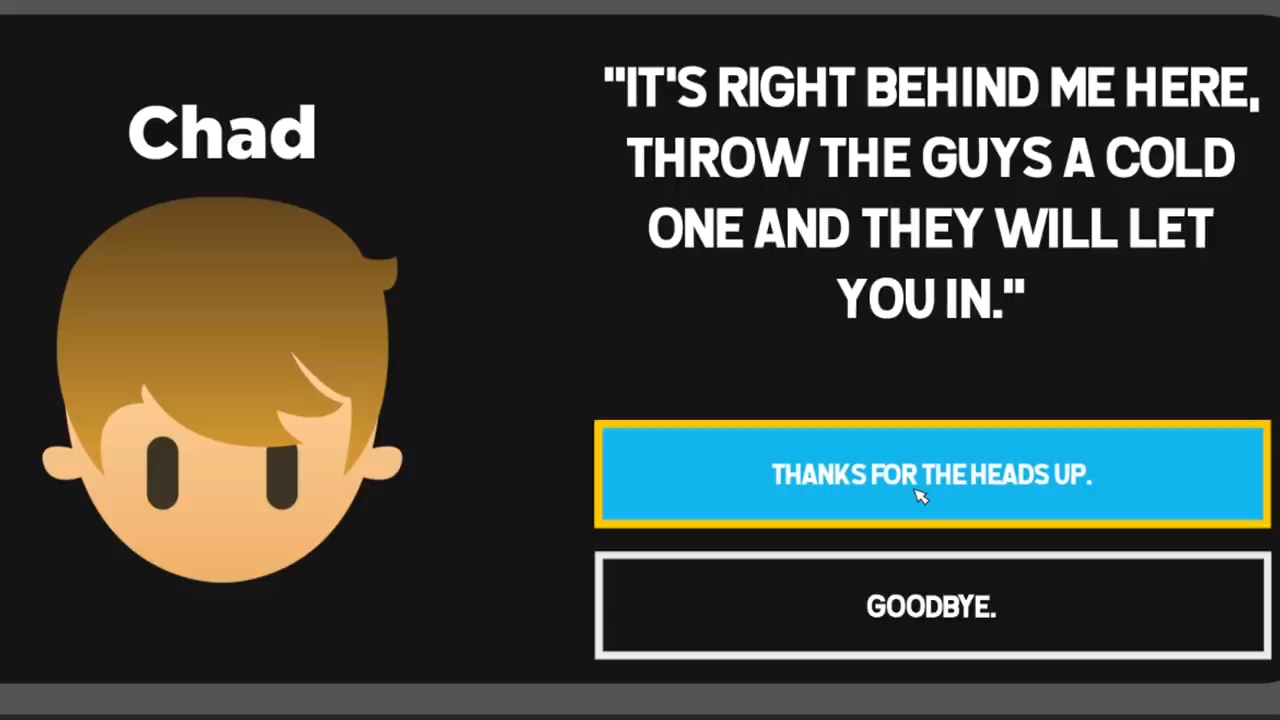 Chad
"IT'S RIGHT BEHIND ME HERE,
THROW THE GUYS A COLD
ONE AND THEY WILL LET
YOU IN."
THANKS FOR THE HEADS UP.
GOODBYE.